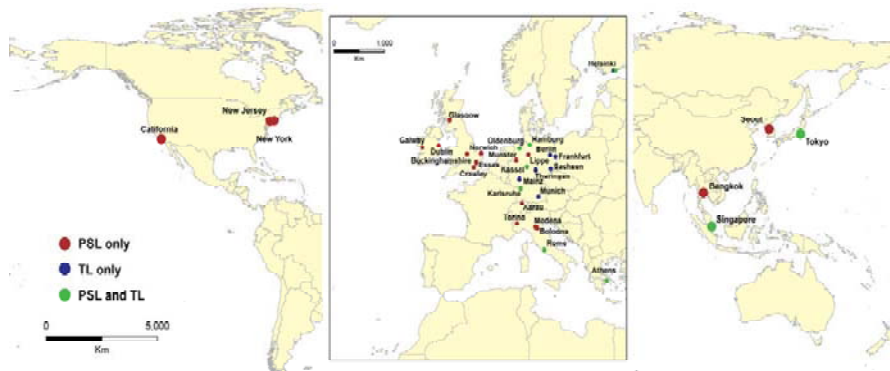 New Jersey
California
New York
PSL only
TL only
PSL and TL
0 5,000
Km
0 1,000
Km
Helsinki
Glasgow
Galway
Dublin
Norwich
Buckinghamshire
Essex
Crawley
Oldenburg
Hamburg
Munster
Berlin
Lippe
Frankfurt
Kassel
Sachsen
Thuringen
Mainz
Karlsruhe
Munich
Aarau
Torino
Modena
Bologna
Rome
Athens
Seoul
Tokyo
Bangkok
Singapore